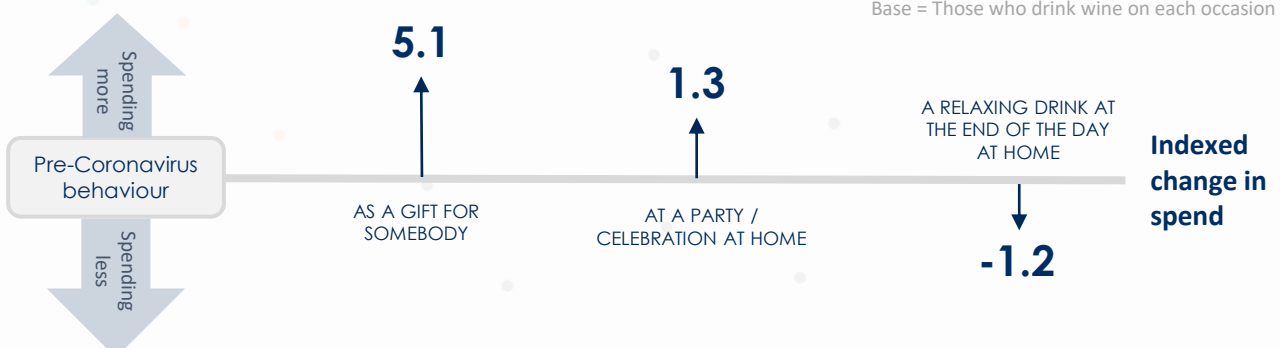 Base = Those who drink wine on each occasion
Spending
more
Pre-Coronavirus
behaviour
Spending
less
5.1
AS A GIFT FOR
SOMEBODY
1.3
AT A PARTY /
CELEBRATION AT HOME
A RELAXING DRINK AT
THE END OF THE DAY
AT HOME
-1.2
Indexed
change in
spend